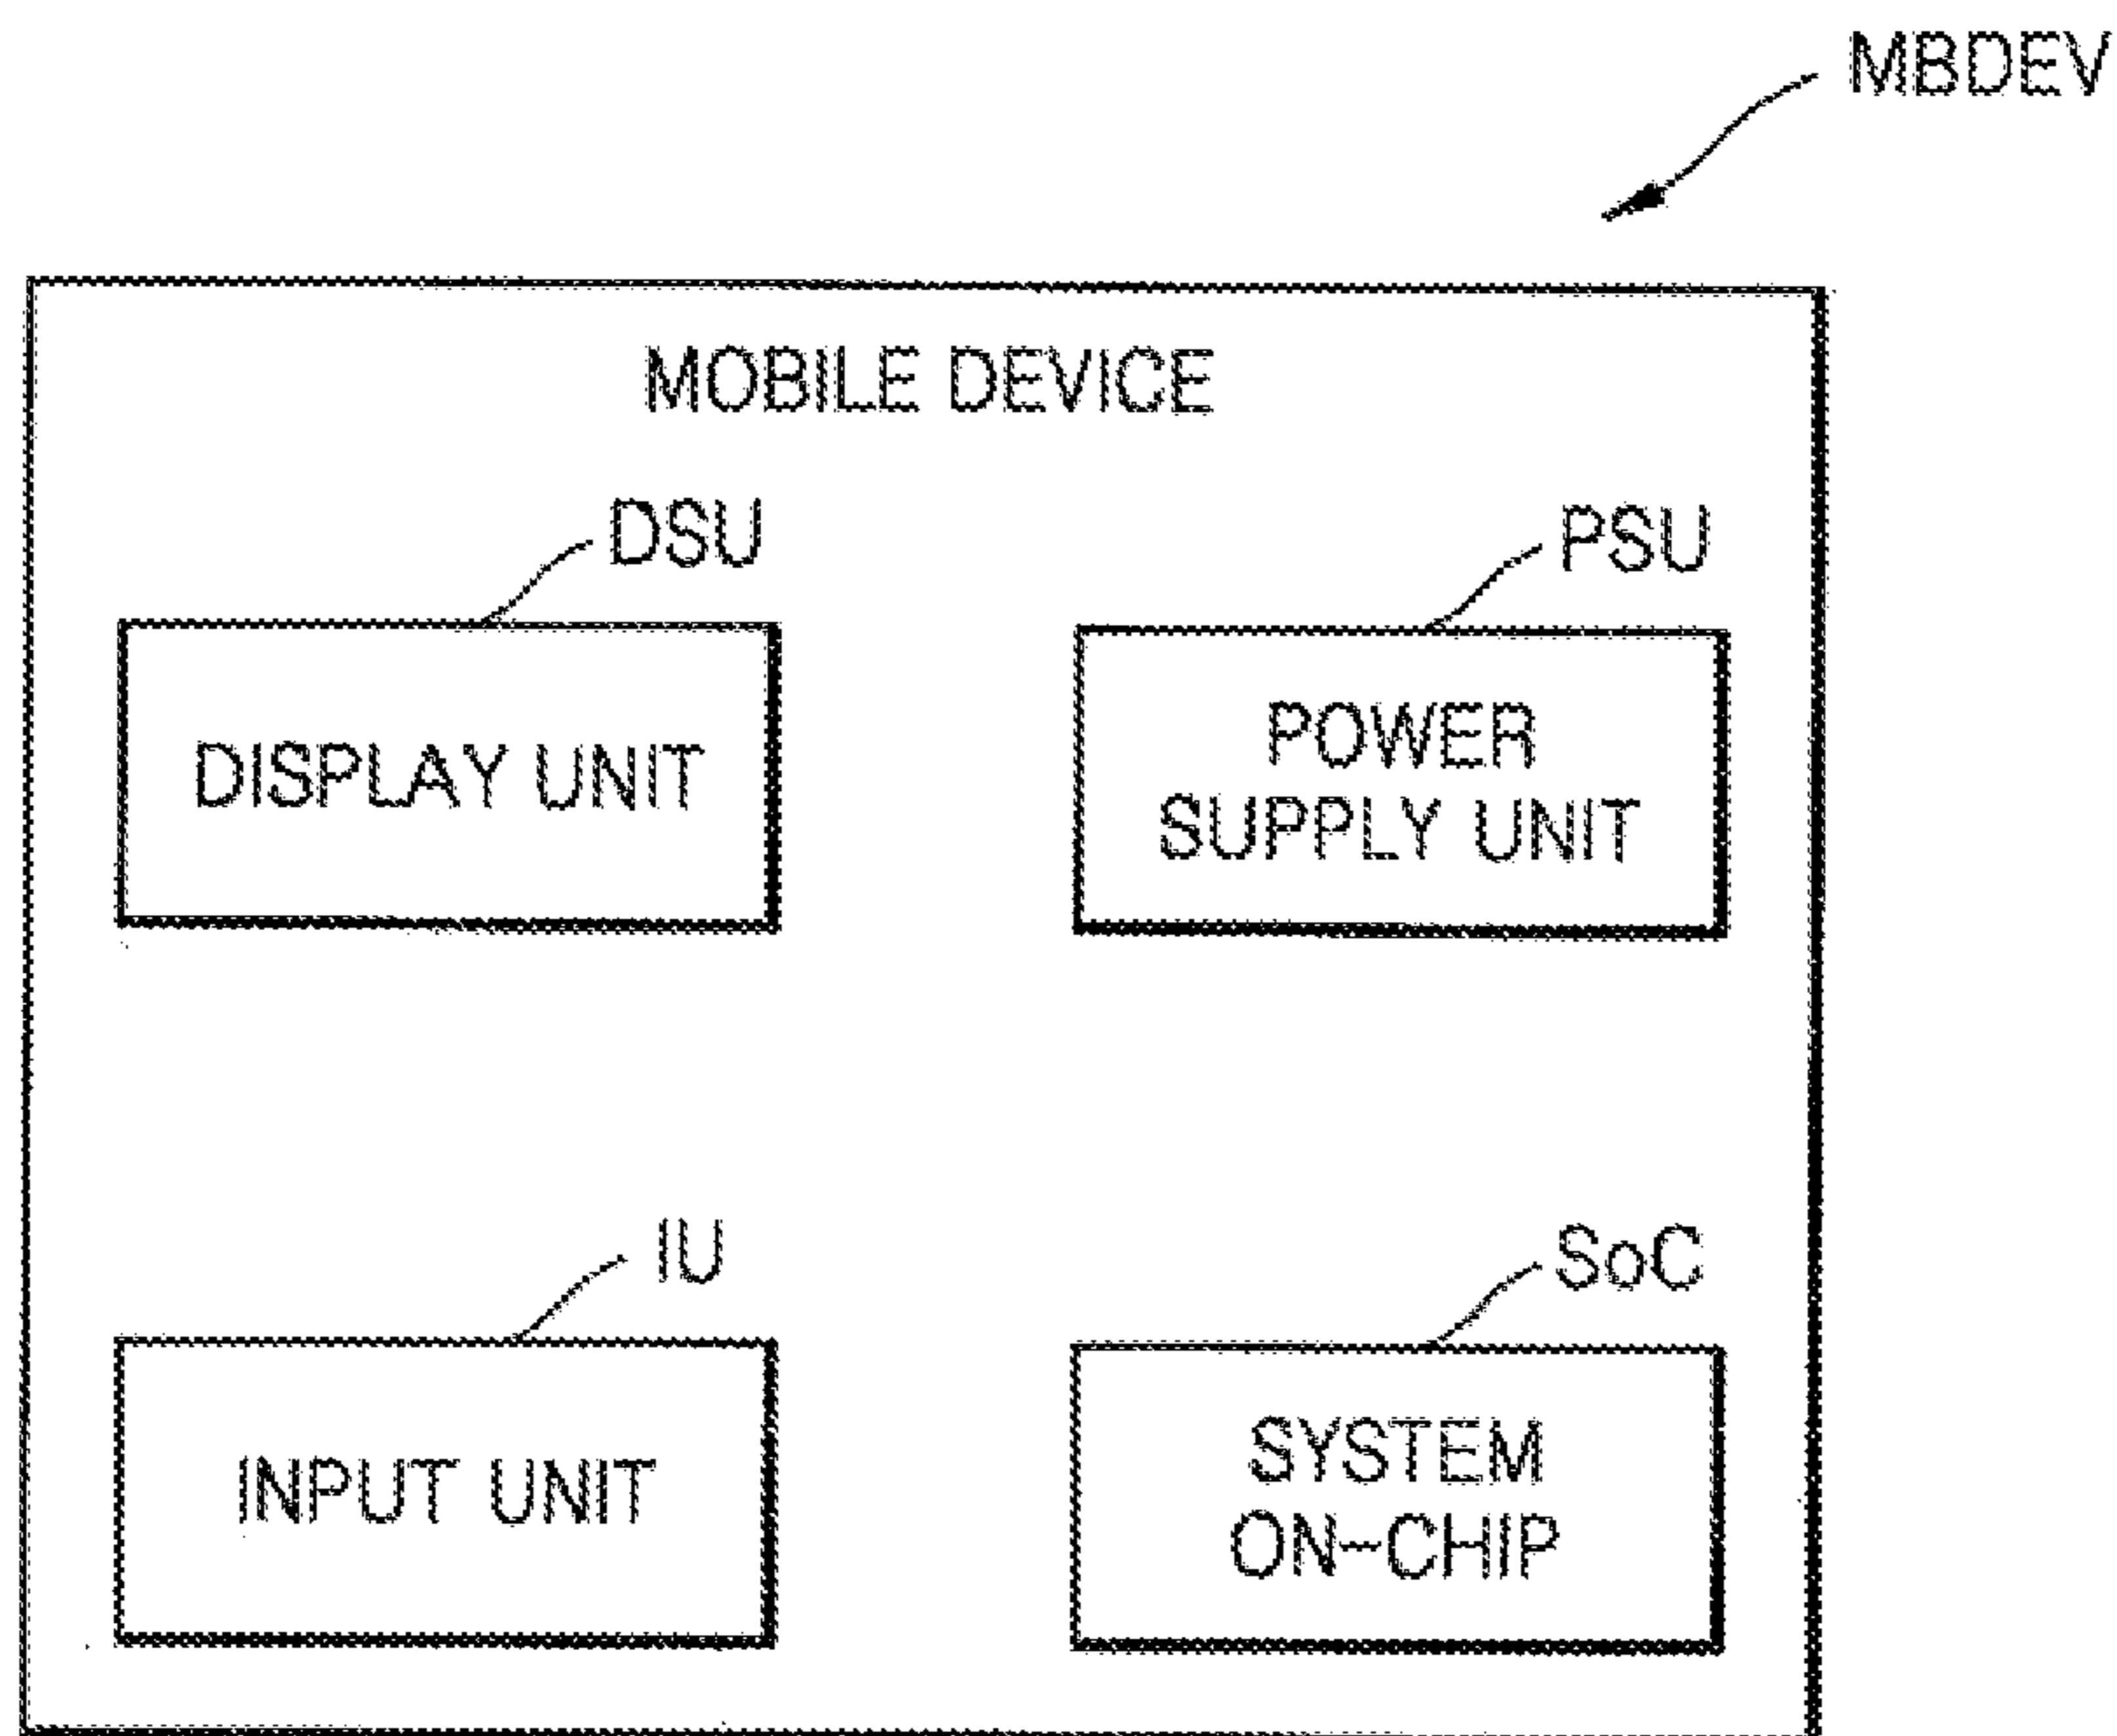 MBDEV
MOBILE DEVICE
DSU
PSU
DISPLAY UNIT
POWER
SUPPLY UNIT
IU
SoC
INPUT UNIT
SYSTEM
ON-CHIP